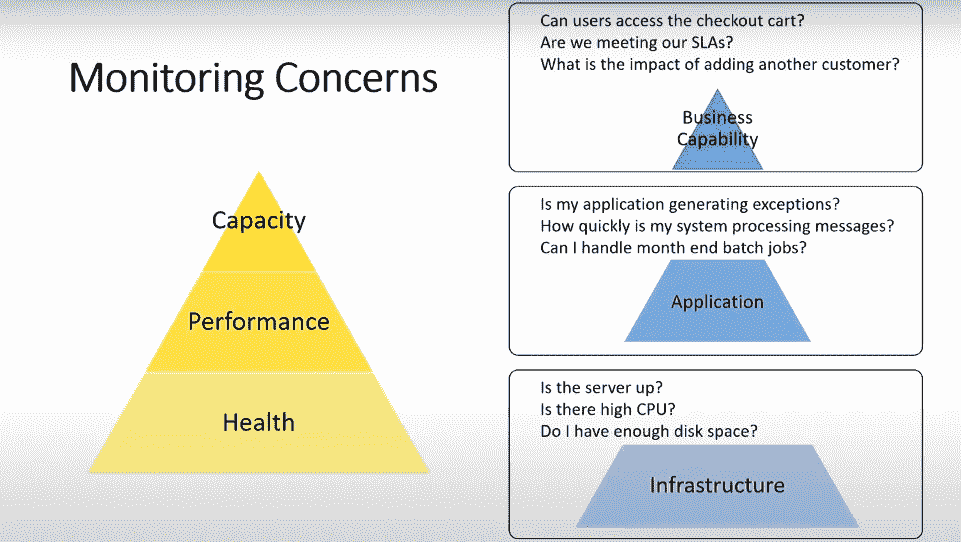 Monitoring Concerns
Capacity
Performance
Health
Can users access the checkout cart?
Are we meeting our SLAs?
What is the impact of adding another customer?
Business
Capability
Is my application generating exceptions?
How quickly is my system processing messages?
Can I handle month end batch jobs?
Application
Is the server up?
Is there high CPU?
Do I have enough disk space?
Infrastructure